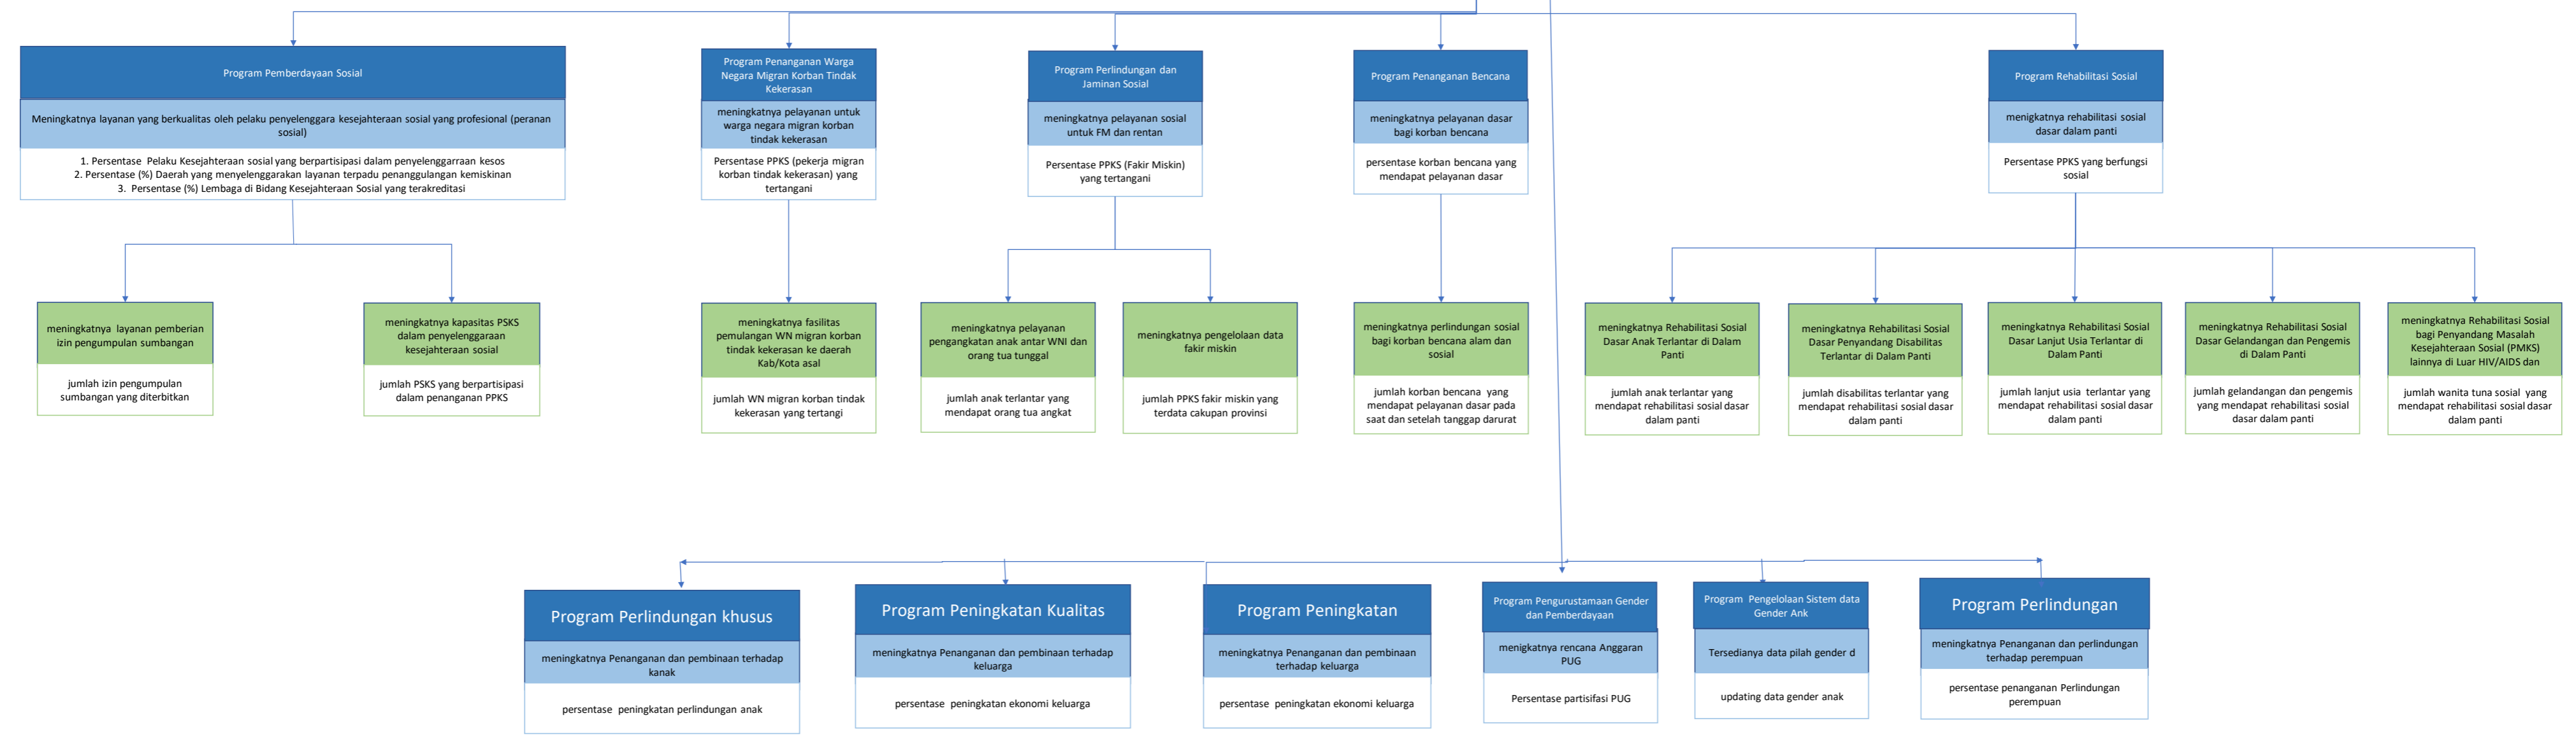 Program Pemberdayaan Sosial
Meningkatnya layanan yang berkualitas oleh pelaku penyelenggara kesejahteraan sosial yang profesional (peranan
sosial)
1. Persentase Pelaku Kesejahteraan sosial yang berpartisipasi dalam penyelenggarraan kesos
2. Persentase (%) Daerah yang menyelenggarakan layanan terpadu penanggulangan kemiskinan
3. Persentase (%) Lembaga di Bidang Kesejahteraan Sosial yang terakreditasi
Program Penanganan Warga
Negara Migran Korban Tindak
Kekerasan
meningkatnya pelayanan untuk
warga negara migran korban
tindak kekerasan
Persentase PPKS (pekerja migran
korban tindak kekerasan) yang
tertangani
Program Perlindungan dan
Jaminan Sosial
meningkatnya pelayanan sosial
untuk FM dan rentan
Persentase PPKS (Fakir Miskin)
yang tertangani
Program Penanganan Bencana
meningkatnya pelayanan dasar
bagi korban bencana
persentase korban bencana yang
mendapat pelayanan dasar
Program Rehabilitasi Sosial
menigkatnya rehabilitasi sosial
dasar dalam panti
Persentase PPKS yang berfungsi
sosial
meningkatnya layanan pemberian
izin pengumpulan sumbangan
jumlah izin pengumpulan
sumbangan yang diterbitkan
meningkatnya kapasitas PSKS
dalam penyelenggaraan
kesejahteraan sosial
jumlah PSKS yang berpartisipasi
dalam penanganan PPKS
meningkatnya fasilitas
pemulangan WN migran korban
tindak kekerasan ke daerah
Kab/Kota asal
jumlah WN migran korban tindak
kekerasan yang tertangi
meningkatnya pelayanan
pengangkatan anak antar WNI dan
orang tua tunggal
jumlah anak terlantar yang
mendapat orang tua angkat
meningkatnya pengelolaan data
fakir miskin
jumlah PPKS fakir miskin yang
terdata cakupan provinsi
meningkatnya perlindungan sosial
bagi korban bencana alam dan
sosial
jumlah korban bencana yang
mendapat pelayanan dasar pada
saat dan setelah tanggap darurat
meningkatnya Rehabilitasi Sosial
Dasar Anak Terlantar di Dalam
Panti
jumlah anak terlantar yang
mendapat rehabilitasi sosial dasar
dalam panti
meningkatnya Rehabilitasi Sosial
Dasar Penyandang Disabilitas
Terlantar di Dalam Panti
jumlah disabilitas terlantar yang
mendapat rehabilitasi sosial dasar
dalam panti
meningkatnya Rehabilitasi Sosial
Dasar Lanjut Usia Terlantar di
Dalam Panti
jumlah lanjut usia terlantar yang
mendapat rehabilitasi sosial dasar
dalam panti
meningkatnya Rehabilitasi Sosial
Dasar Gelandangan dan Pengemis
di Dalam Panti
jumlah gelandangan dan pengemis
yang mendapat rehabilitasi sosial
dasar dalam panti
meningkatnya Rehabilitasi Sosial
bagi Penyandang Masalah
Kesejahteraan Sosial (PMKS)
lainnya di Luar HIV/AIDS dan
jumlah wanita tuna sosial yang
mendapat rehabilitasi sosial dasar
dalam panti
Program Perlindungan khusus
meningkatnya Penanganan dan pembinaan terhadap
kanak
persentase peningkatan perlindungan anak
Program Peningkatan Kualitas
meningkatnya Penanganan dan pembinaan terhadap
keluarga
persentase peningkatan ekonomi keluarga
Program Peningkatan
meningkatnya Penanganan dan pembinaan
terhadap keluarga
persentase peningkatan ekonomi keluarga
Program Pengurustamaan Gender
dan Pemberdayaan
menigkatnya rencana Anggaran
PUG
Persentase partisifasi PUG
Program Pengelolaan Sistem data
Gender Ank
Tersedianya data pilah gender d
updating data gender anak
Program Perlindungan
meningkatnya Penanganan dan perlindungan
terhadap perempuan
persentase penanganan Perlindungan
perempuan